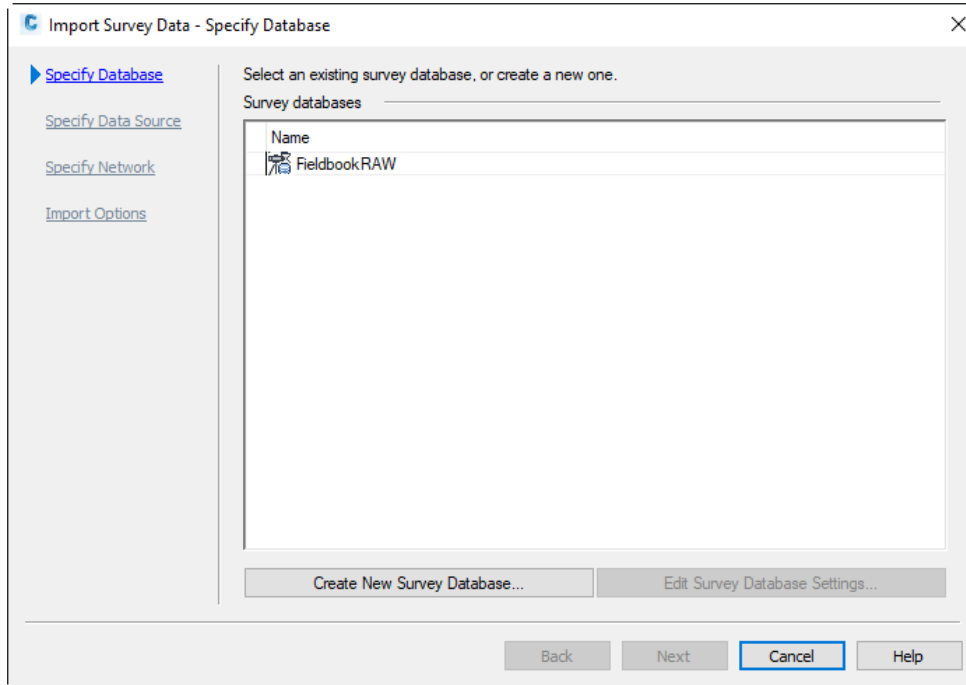 Import Survey Data - Specify Database
Specify Database
Specify Data Source
Specify Network
Import Options
Select an existing survey database, or create a new one.
Survey databases
Name
FieldbookRAW
Create New Survey Database...
Edit Survey Database Settings...
Back
Next
Cancel
Help